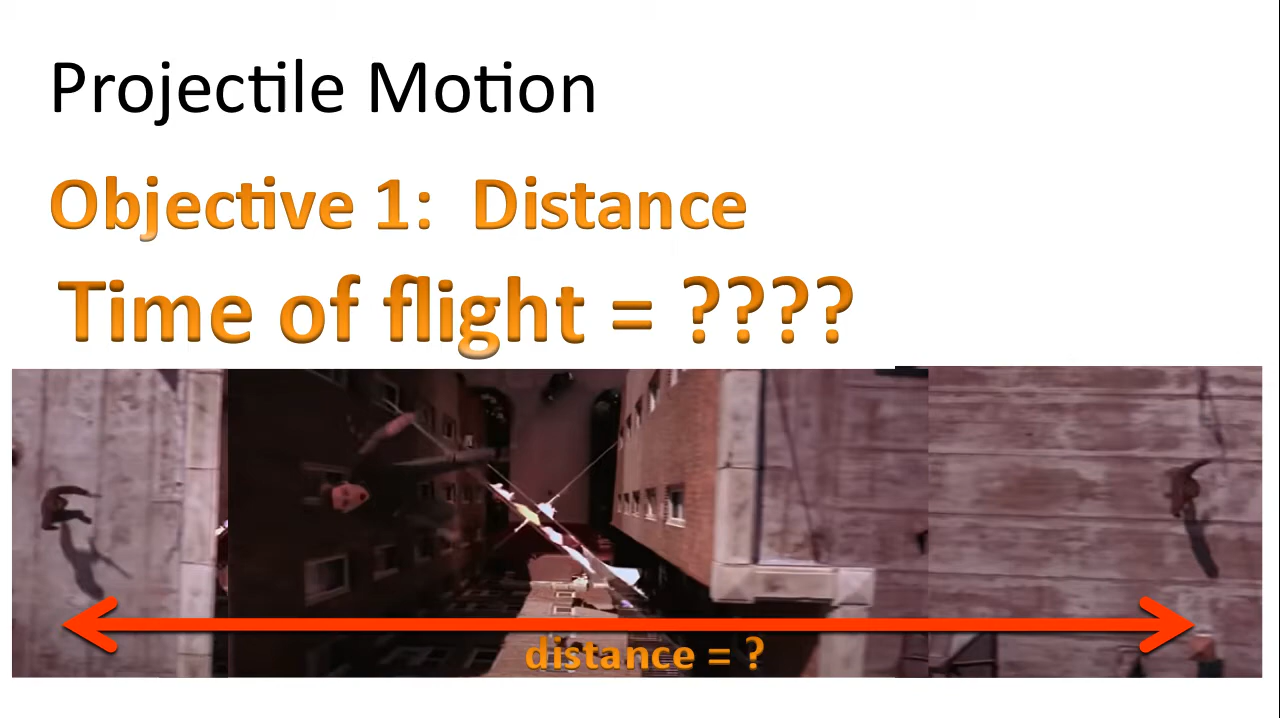 Projectile Motion
Objective 1: Distance
Time of flight = ????
distance = ?